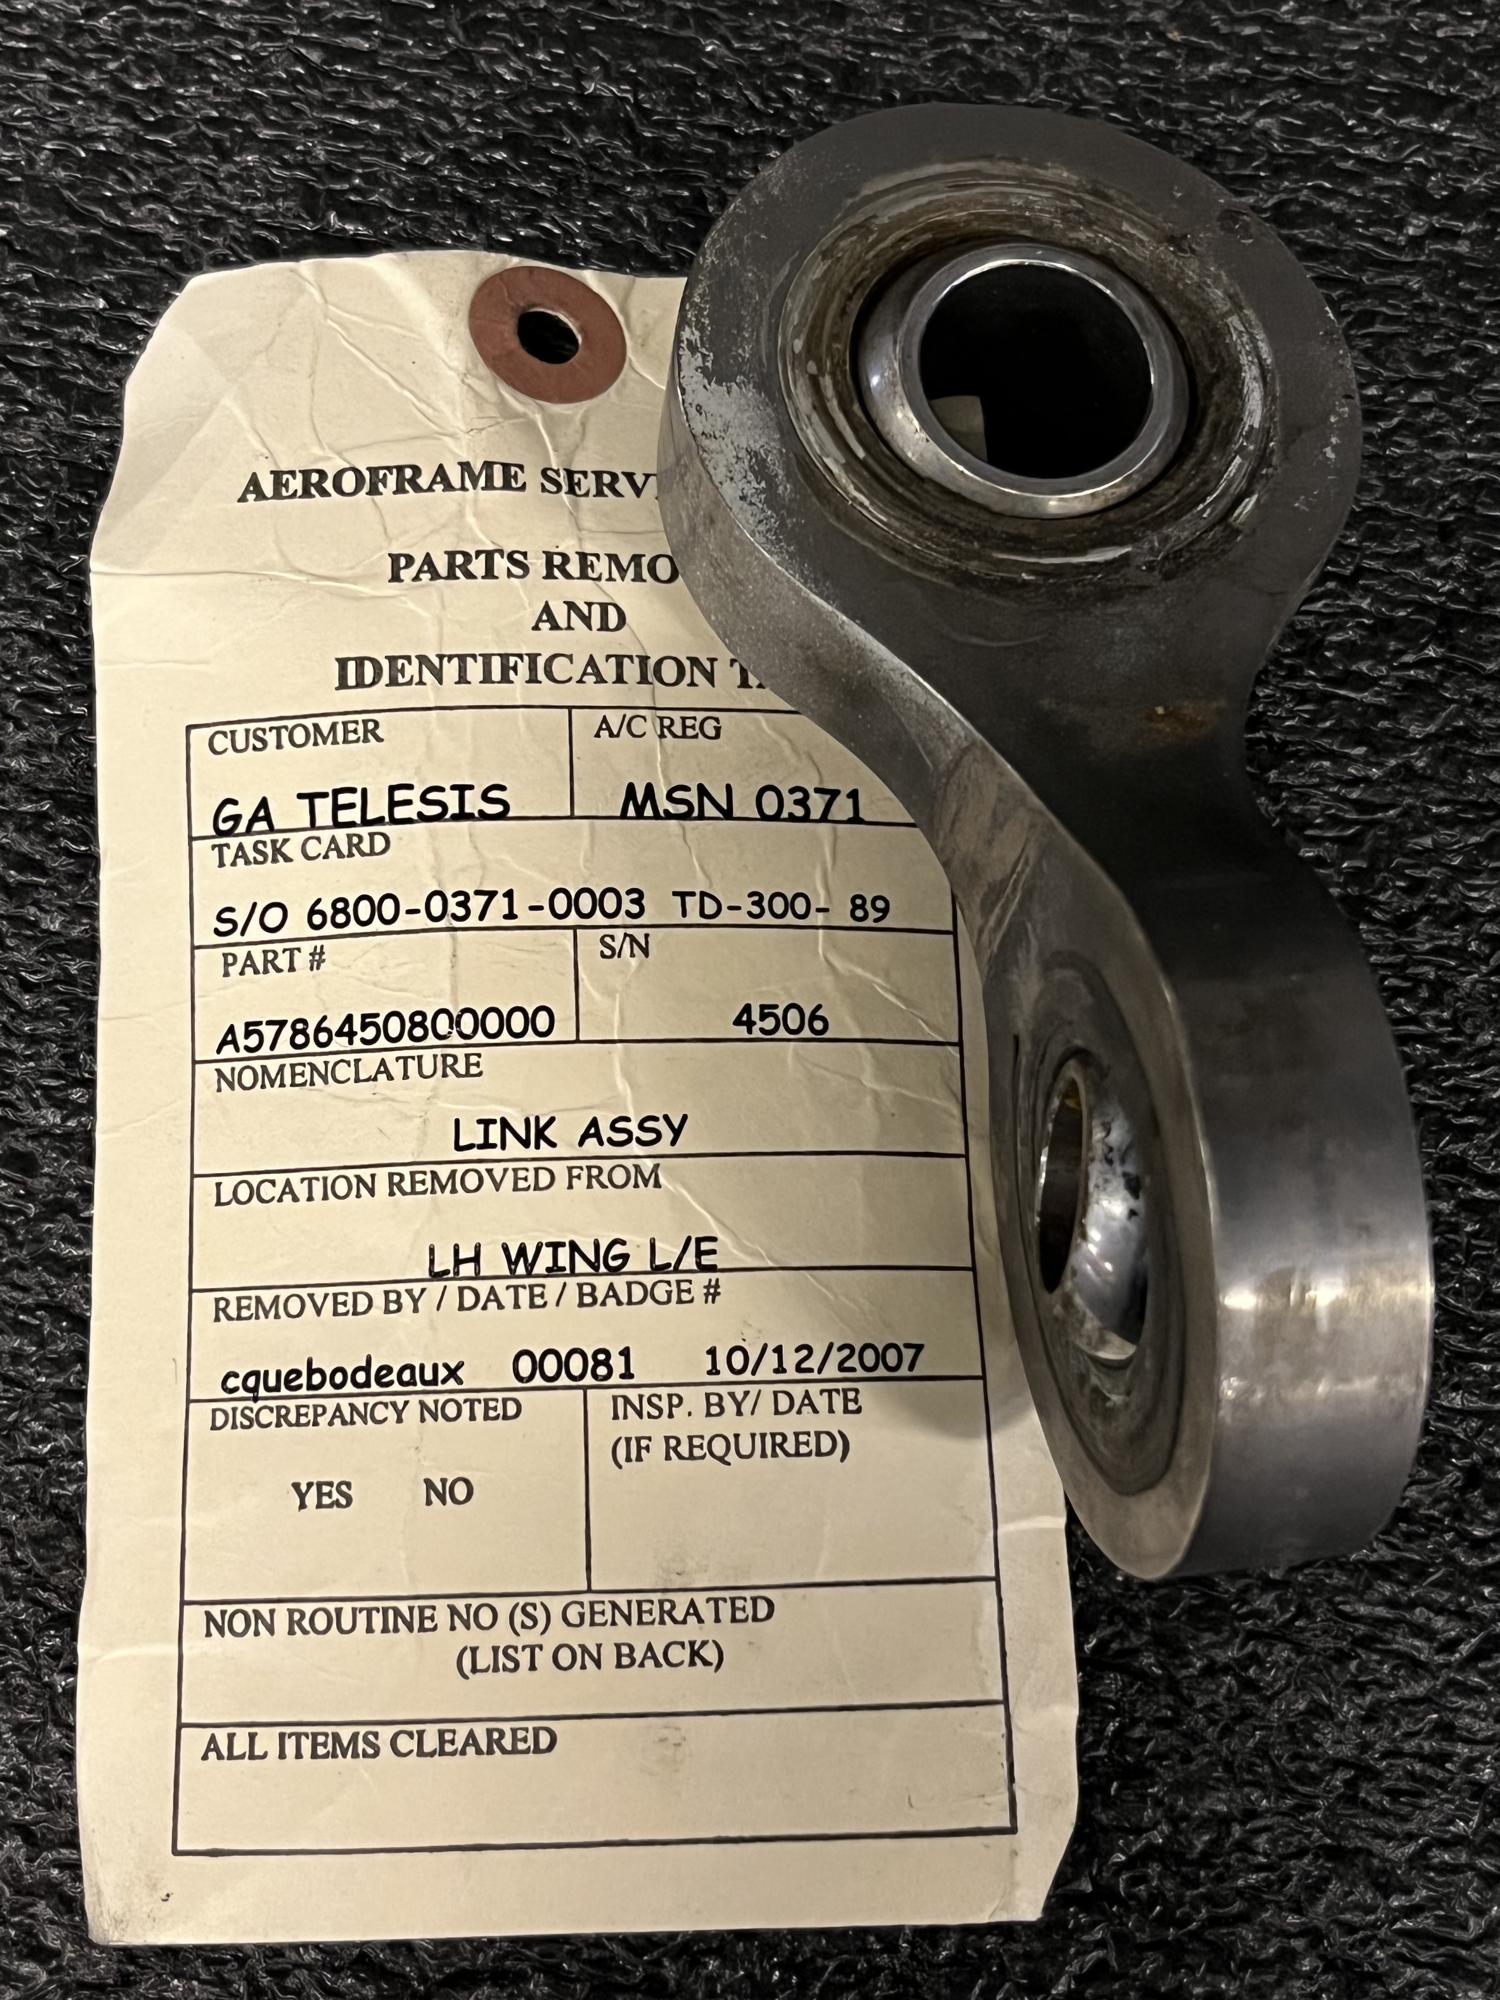 AEROFRAME SERV
PARTS REMO
AND
IDENTIFICATION
CUSTOMER A/C REG
GA TELESIS MSN 0371
TASK CARD
S/O 6800-0371-0003 TD-300- 89
PART # S/N
A5786450800000 4506
NOMENCLATURE
LINK ASSY
LOCATION REMOVED FROM
LH WING L/E
REMOVED BY / DATE / BADGE #
cquebodeaux 00081 10/12/2007
DISCREPANCY NOTED INSP. BY/ DATE
(IF REQUIRED)
YES NO
NON ROUTINE NO (S) GENERATED
(LIST ON BACK)
ALL ITEMS CLEARED